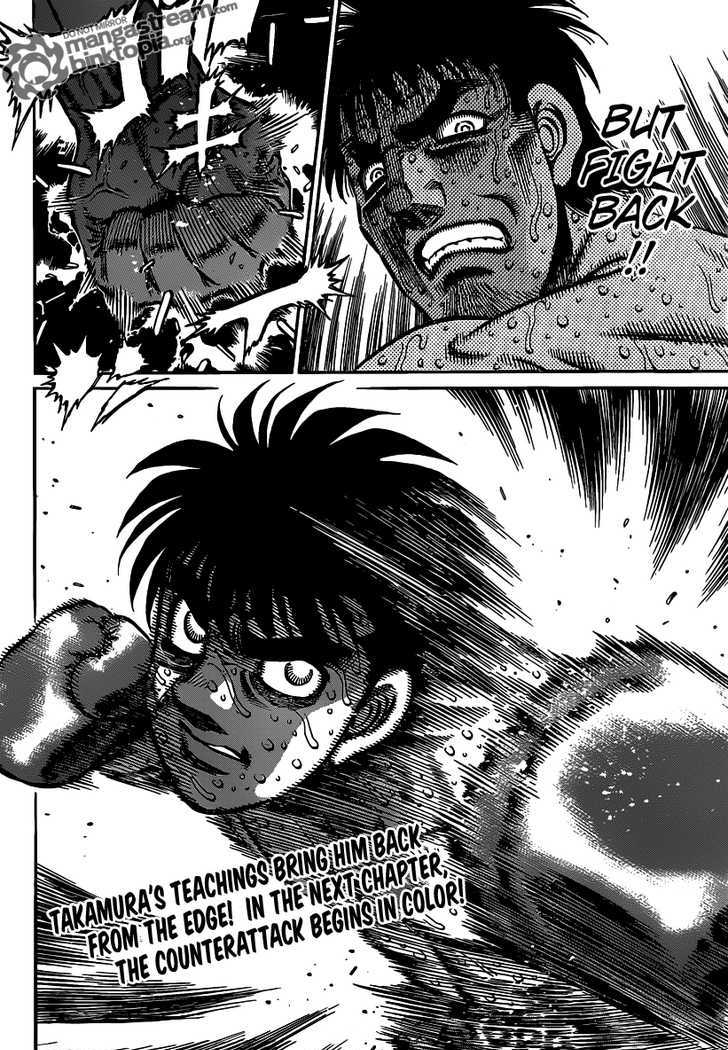 DO NOT MIRROR
mangastream.com
binktopia.org
BUT
FIGHT
BACK
!!
TAKAMURA'S TEACHINGS BRING HIM BACK
FROM THE EDGE! IN THE NEXT CHAPTER,
THE COUNTERATTACK BEGINS IN COLOR!